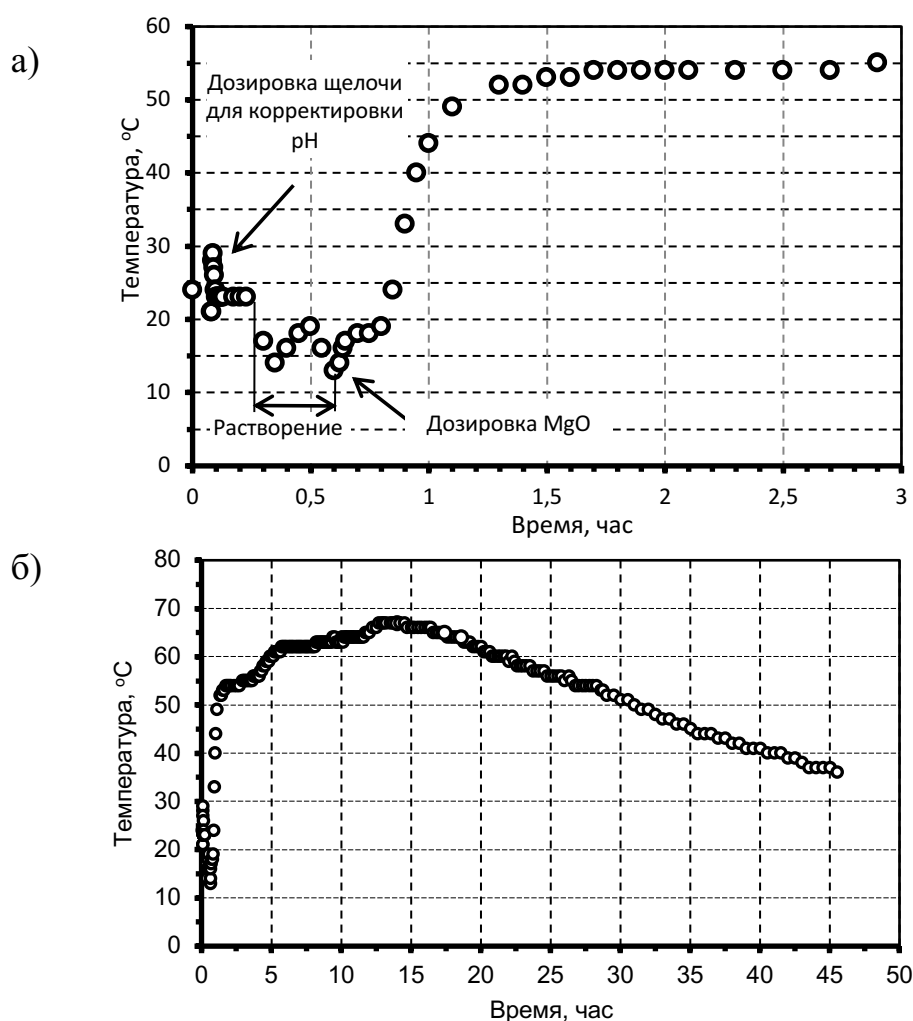 а)
60
50
40
30
20
10
0
Температура, ºC
Дозировка щелочи
для корректировки
pH
Растворение
Дозировка MgO
0 0,5 1 1,5 2 2,5 3
Время, час
б)
80
70
60
50
40
30
20
10
0
Температура, ºC
0 5 10 15 20 25 30 35 40 45 50
Время, час